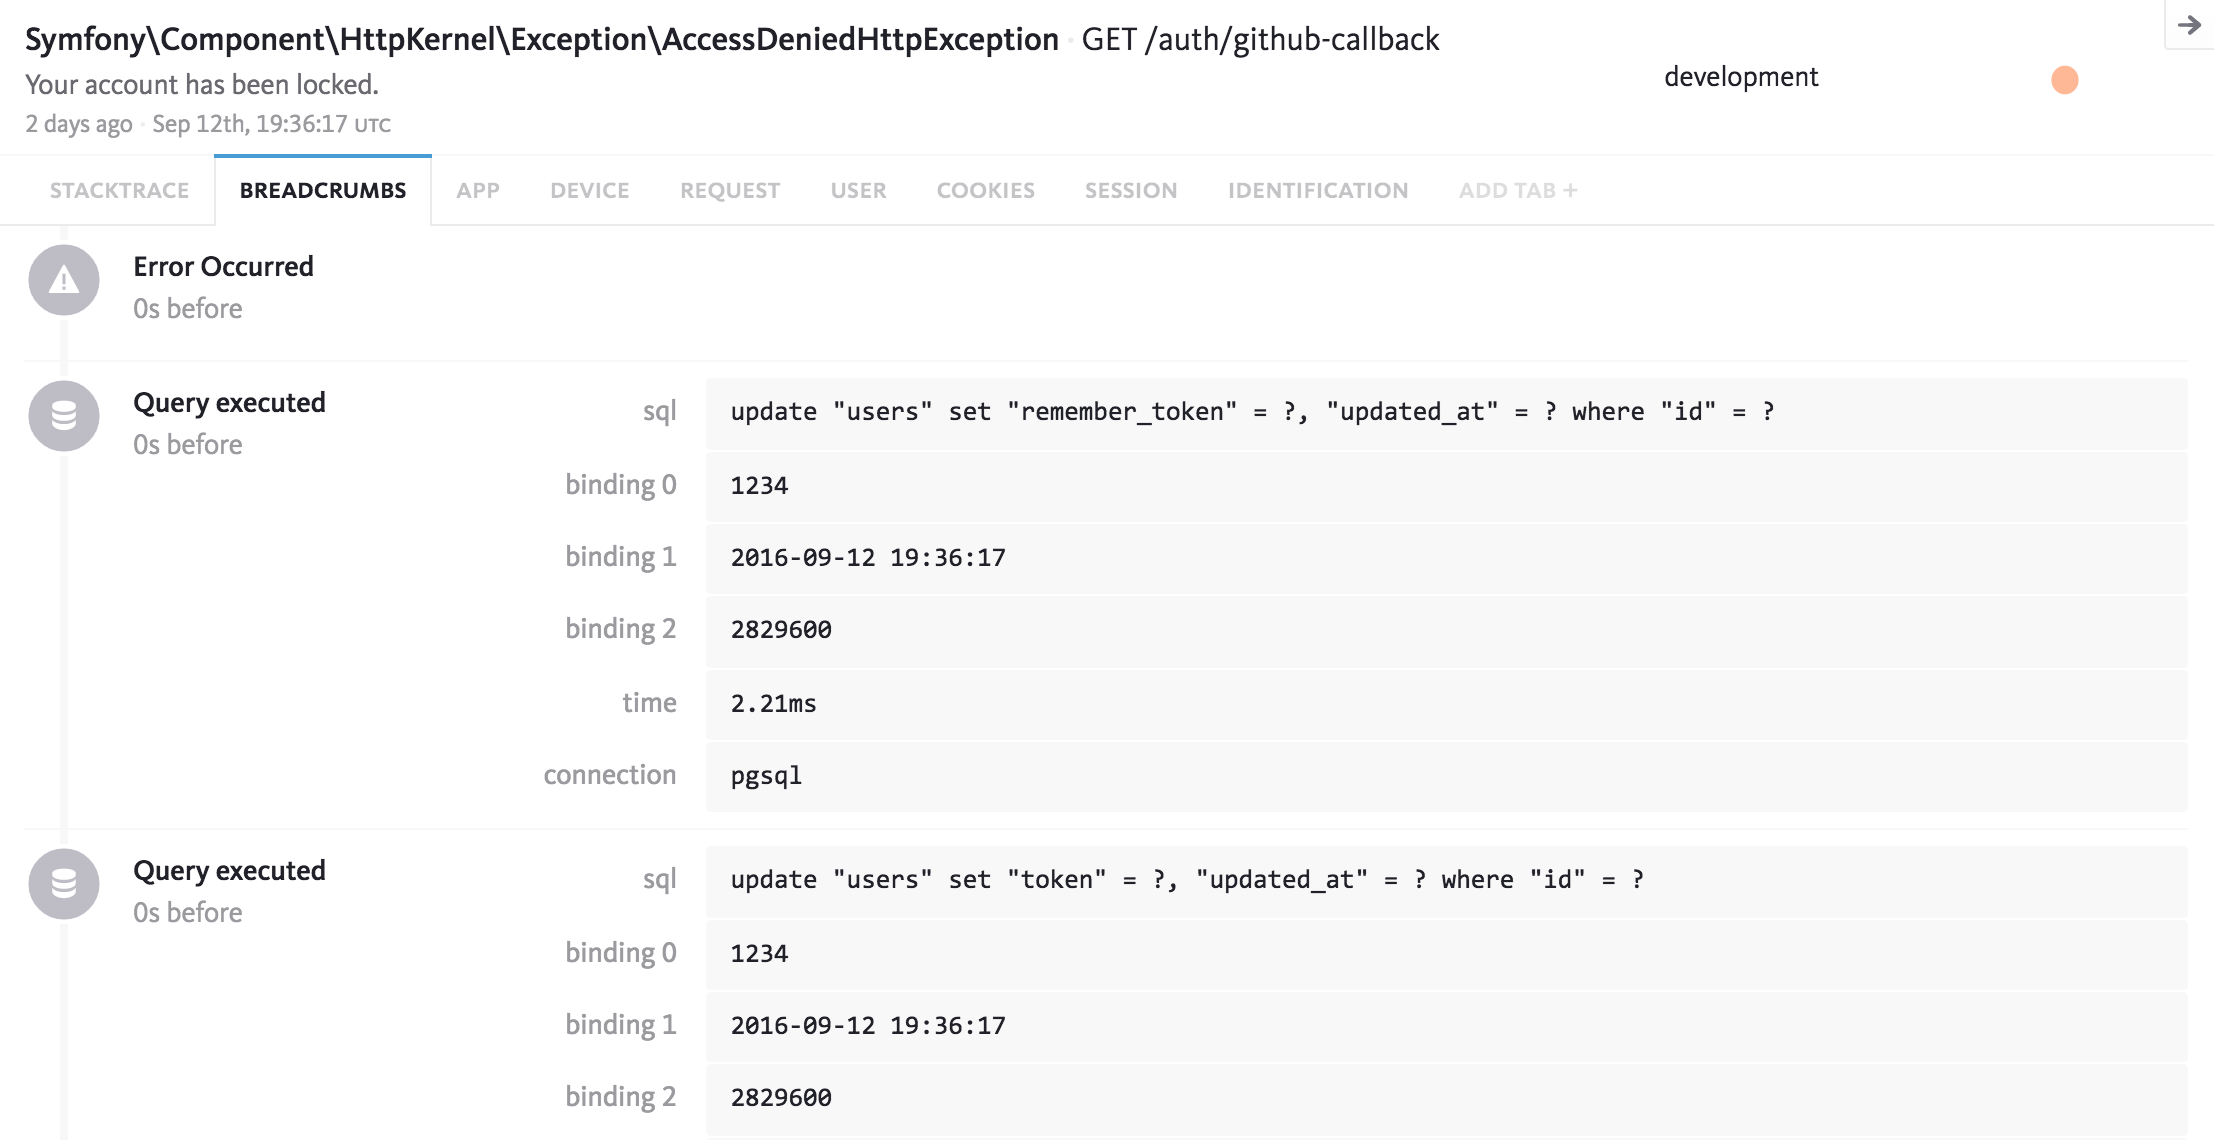 Symfony\Component\HttpKernel\Exception\AccessDeniedHttpException · GET /auth/github-callback
Your account has been locked.
development
2 days ago · Sep 12th, 19:36:17 UTC
STACKTRACE BREADCRUMBS APP DEVICE REQUEST USER COOKIES SESSION IDENTIFICATION ADD TAB +
Error Occurred
0s before
Query executed
0s before
sql update "users" set "remember_token" = ?, "updated_at" = ? where "id" = ?
binding 0 1234
binding 1 2016-09-12 19:36:17
binding 2 2829600
time 2.21ms
connection pgsql
Query executed
0s before
sql update "users" set "token" = ?, "updated_at" = ? where "id" = ?
binding 0 1234
binding 1 2016-09-12 19:36:17
binding 2 2829600